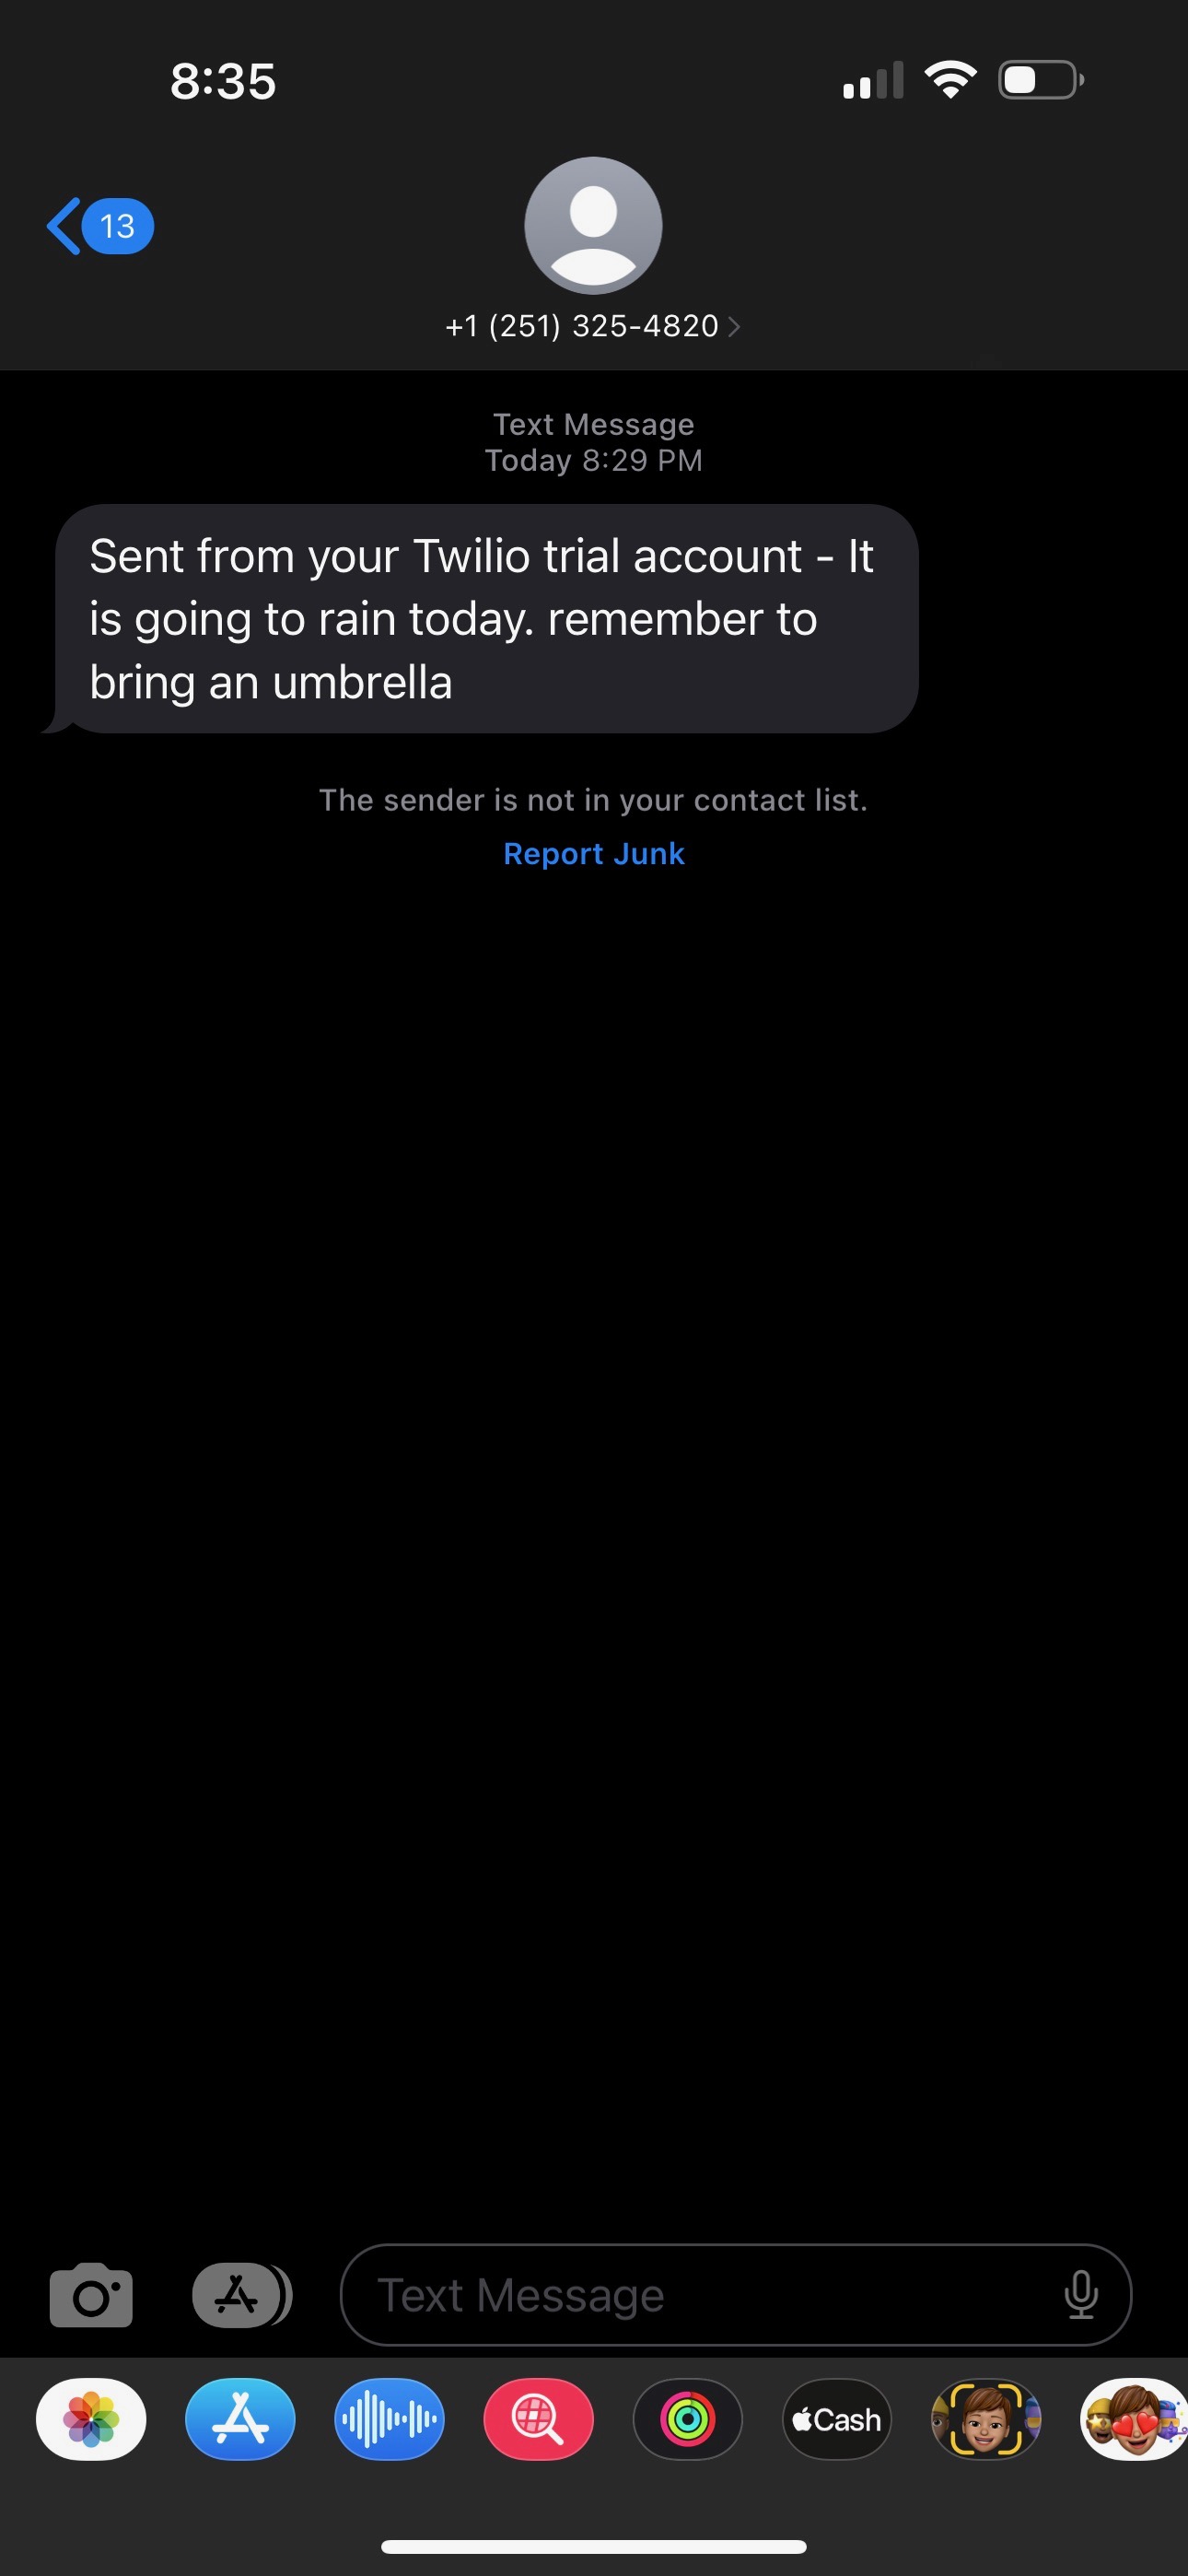 8:35
13
+1 (251) 325-4820
Text Message
Today 8:29 PM
Sent from your Twilio trial account - It
is going to rain today. remember to
bring an umbrella
The sender is not in your contact list.
Report Junk
Text Message
Cash